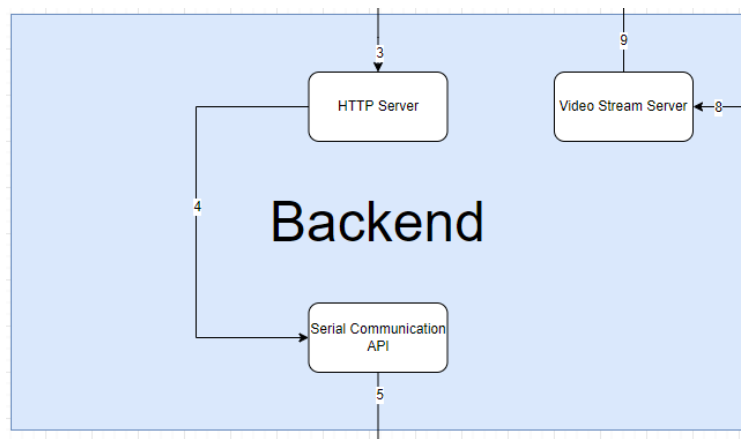 3
9
HTTP Server
Video Stream Server
8
4
Backend
Serial Communication
API
5